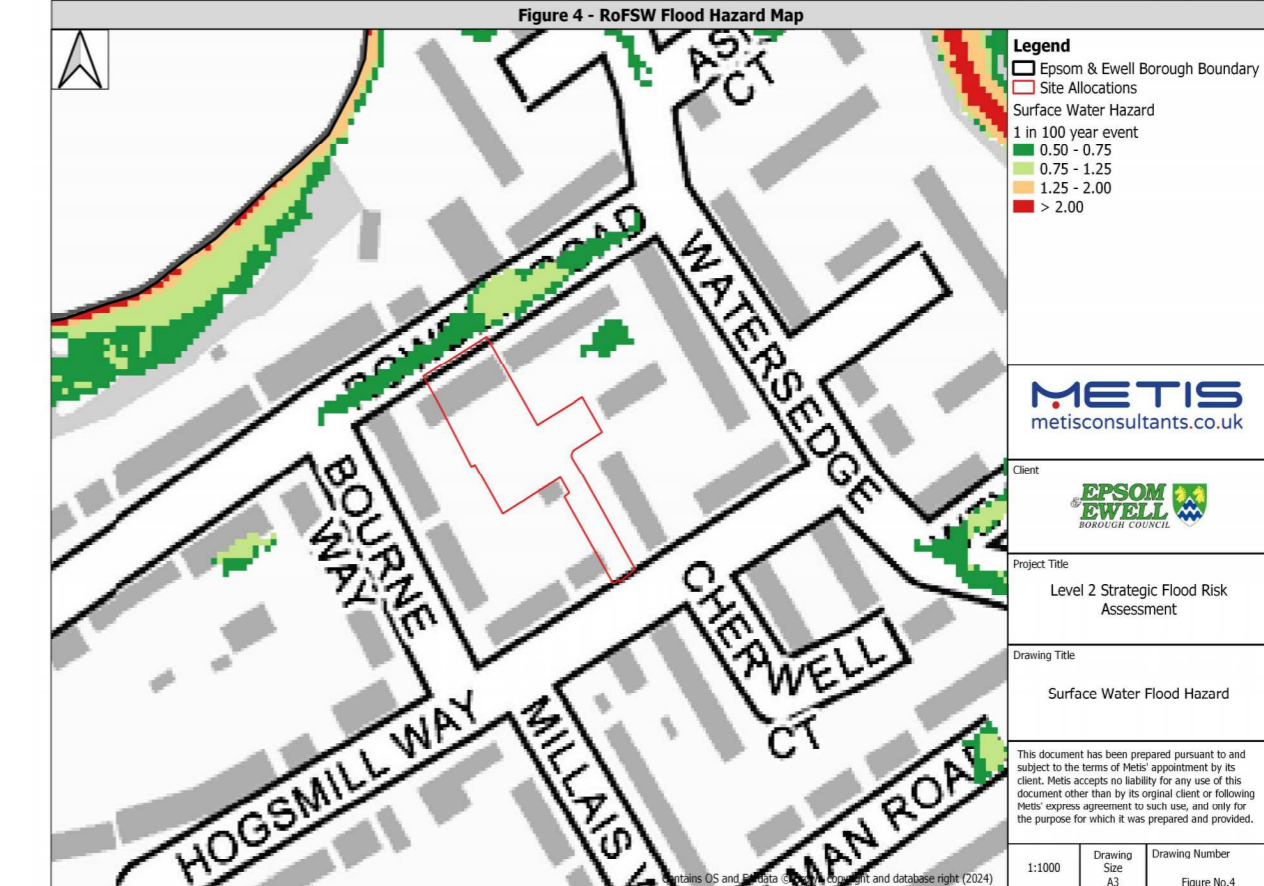 Figure 4 - RoFSW Flood Hazard Map
CT
ROAD
WATERSEDGE
BOURNE
WAY
CHERWELL
CT
HOGSMILL WAY
MILLAIS
MAN ROAD
copyright and database right (2024)
Legend
Epsom & Ewell Borough Boundary
Site Allocations
Surface Water Hazard
1 in 100 year event
0.50 - 0.75
0.75 - 1.25
1.25 - 2.00
> 2.00
METIS
metisconsultants.co.uk
Client
EPSOM
& EWELL
BOROUGH COUNCIL
Project Title
Level 2 Strategic Flood Risk
Assessment
Drawing Title
Surface Water Flood Hazard
This document has been prepared pursuant to and
subject to the terms of Metis' appointment by its
client. Metis accepts no liability for any use of this
document other than by its orginal client or following
Metis' express agreement to such use, and only for
the purpose for which it was prepared and provided.
1:1000
Drawing
Size
A3
Drawing Number
Figure No.4